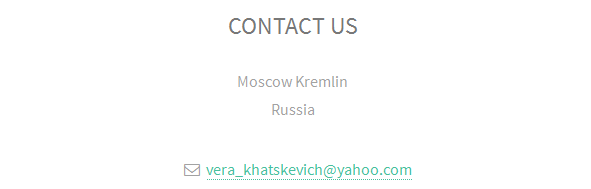 CONTACT US
Moscow Kremlin
Russia
vera_khatskevich@yahoo.com